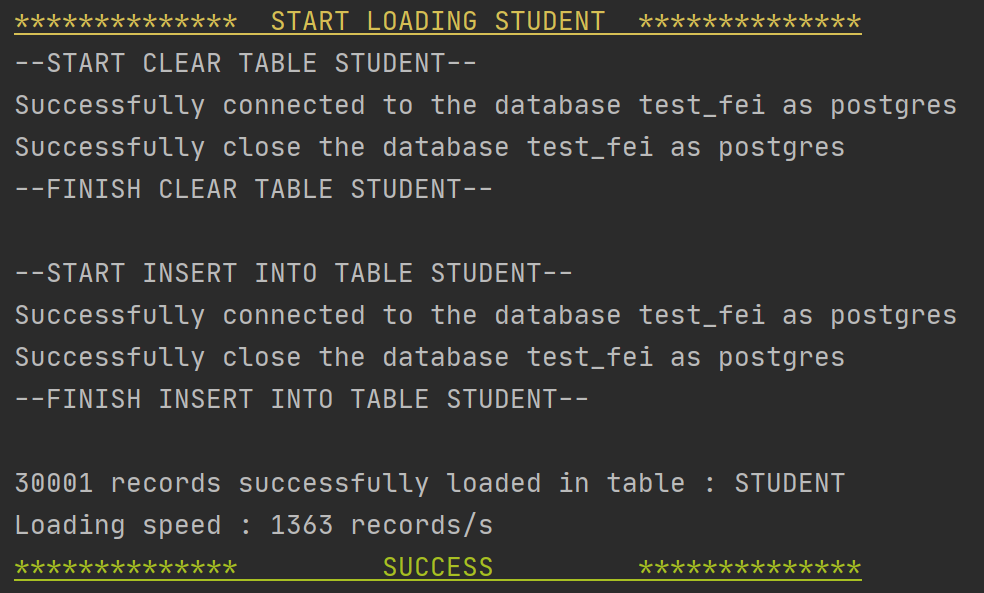 ************** START LOADING STUDENT **************
--START CLEAR TABLE STUDENT--
Successfully connected to the database test_fei as postgres
Successfully close the database test_fei as postgres
--FINISH CLEAR TABLE STUDENT--
--START INSERT INTO TABLE STUDENT--
Successfully connected to the database test_fei as postgres
Successfully close the database test_fei as postgres
--FINISH INSERT INTO TABLE STUDENT--
30001 records successfully loaded in table : STUDENT
Loading speed : 1363 records/s
************** SUCCESS **************